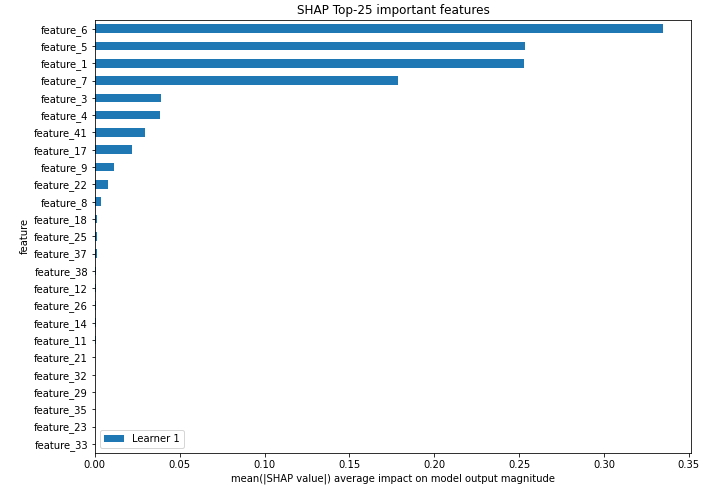 SHAP Top-25 important features
feature_6
feature_5
feature_1
feature_7
feature_3
feature_4
feature_41
feature_17
feature_9
feature_22
feature_8
feature_18
feature_25
feature_37
feature_38
feature_12
feature_26
feature_14
feature_11
feature_21
feature_32
feature_29
feature_35
feature_23
feature_33
feature
Learner 1
0.00 0.05 0.10 0.15 0.20 0.25 0.30 0.35
mean(|SHAP value|) average impact on model output magnitude